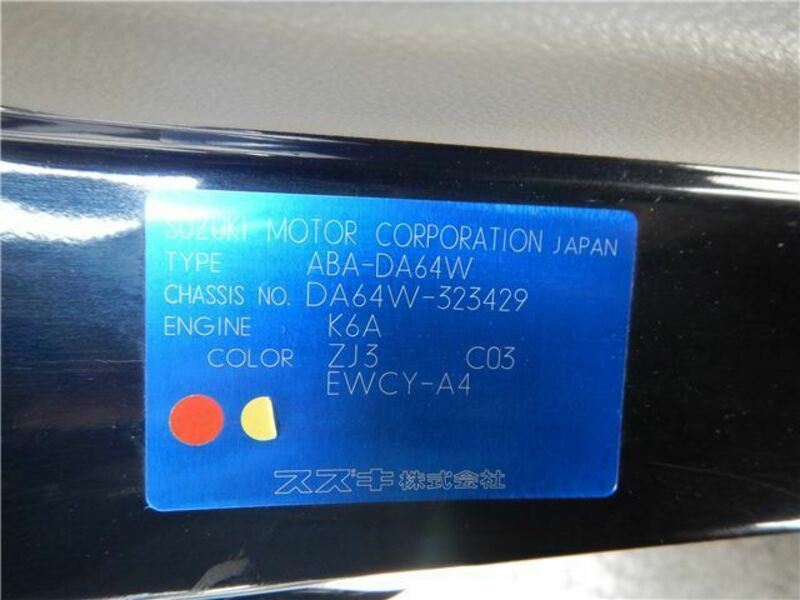 SUZUKI MOTOR CORPORATION JAPAN
TYPE ABA-DA64W
CHASSIS NO. DA64W-323429
ENGINE K6A
COLOR ZJ3 C03
EWCY-A4
スズキ株式会社